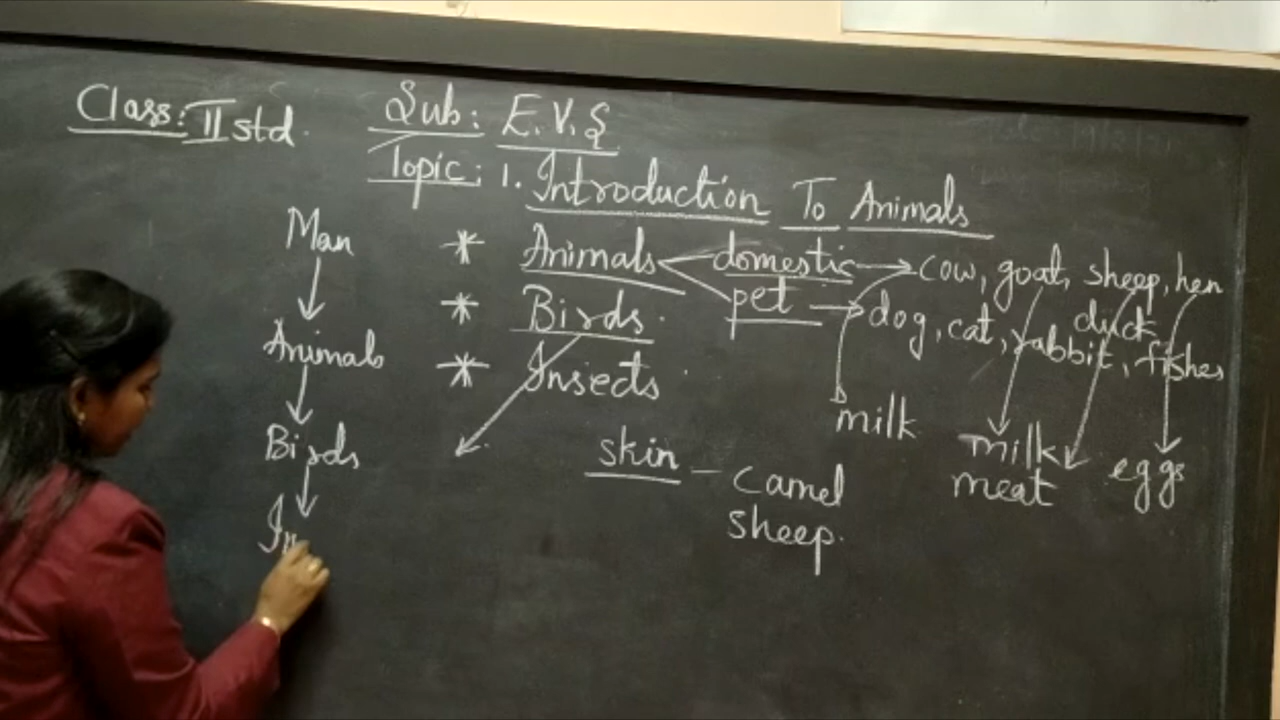 Class: II std.
Sub: E.V.S
Topic: 1. Introduction To Animals
Man
Animals
Birds
In
* Animals
* Birds.
* Insects
domestic
pet
cow, goat, sheep, hen
duck
dog, cat, rabbit, fishes
milk
milk
meat
eggs
skin - camel
sheep.